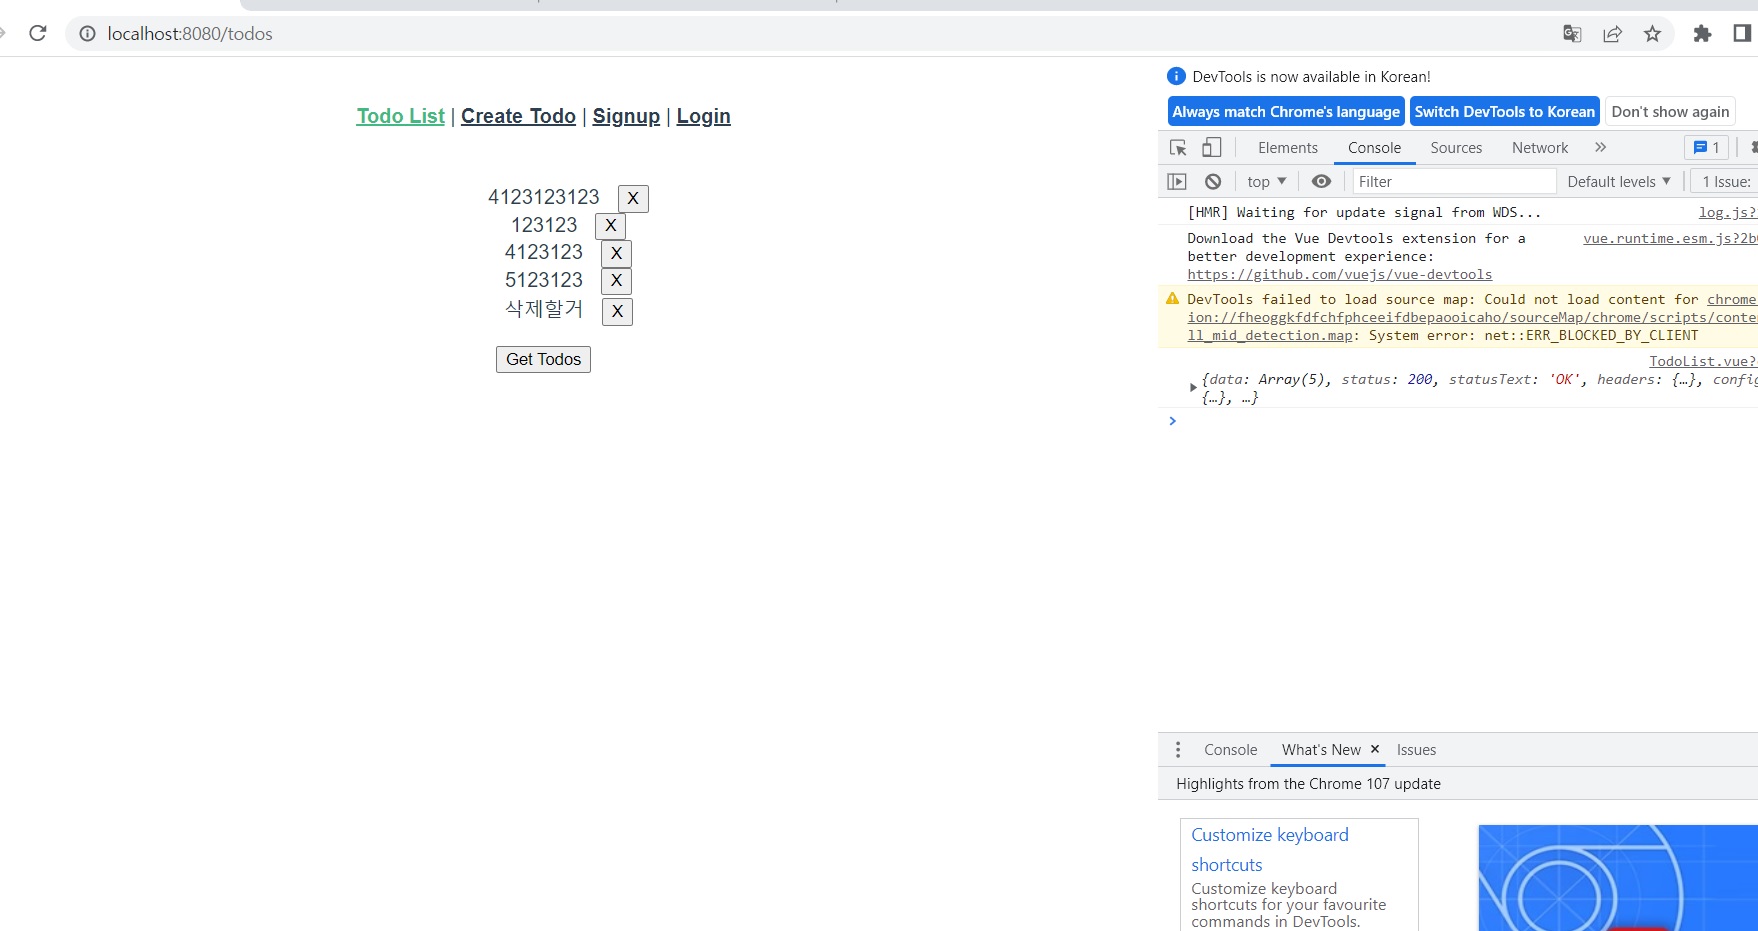 localhost:8080/todos
Todo List | Create Todo | Signup | Login
4123123123 X
123123 X
4123123 X
5123123 X
삭제할거 X
Get Todos
DevTools is now available in Korean!
Always match Chrome's language Switch DevTools to Korean Don't show again
Elements Console Sources Network 1
top Filter Default levels 1 Issue:
[HMR] Waiting for update signal from WDS... log.js?
Download the Vue Devtools extension for a vue.runtime.esm.js?2b
better development experience:
https://github.com/vuejs/vue-devtools
DevTools failed to load source map: Could not load content for chrome
ion://fheoggkfdfchfphceeifdbepaooicaho/sourceMap/chrome/scripts/conte
ll_mid_detection.map: System error: net::ERR_BLOCKED_BY_CLIENT
TodoList.vue?
{data: Array(5), status: 200, statusText: 'OK', headers: {…}, config
{…}, …}
Console What's New Issues
Highlights from the Chrome 107 update
Customize keyboard
shortcuts
Customize keyboard
shortcuts for your favourite
commands in DevTools.